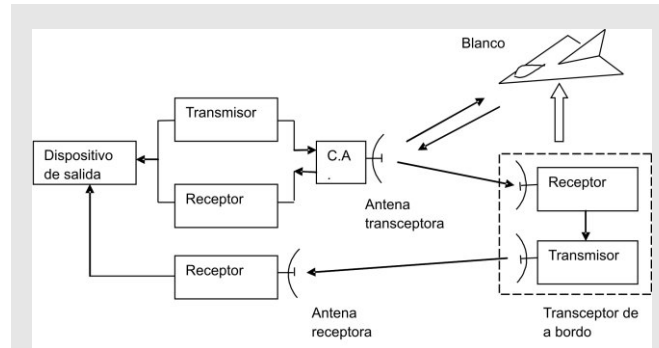 Blanco
Transmisor
Dispositivo
de salida
C.A
.
Receptor
Antena
transceptora
Receptor
Receptor
Transmisor
Antena
receptora
Transceptor de
a bordo